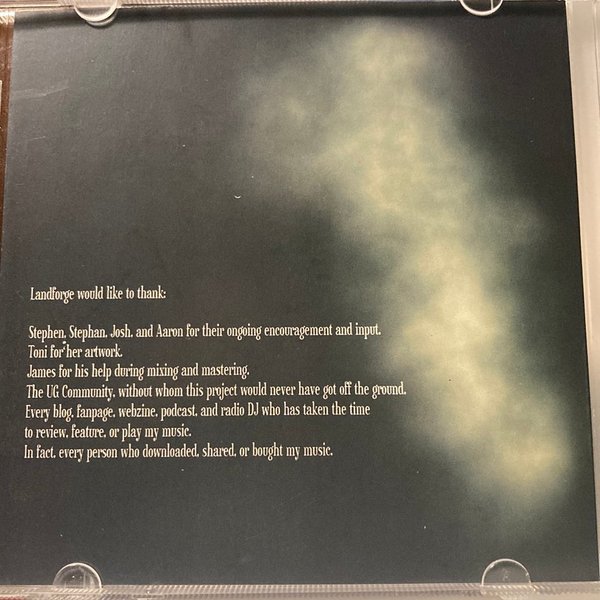 Landforge would like to thank:
Stephen, Stephan, Josh, and Aaron for their ongoing encouragement and input.
Toni for her artwork.
James for his help during mixing and mastering.
The UG Community, without whom this project would never have got off the ground.
Every blog, fanpage, webzine, podcast, and radio DJ who has taken the time
to review, feature, or play my music.
In fact, every person who downloaded, shared, or bought my music.